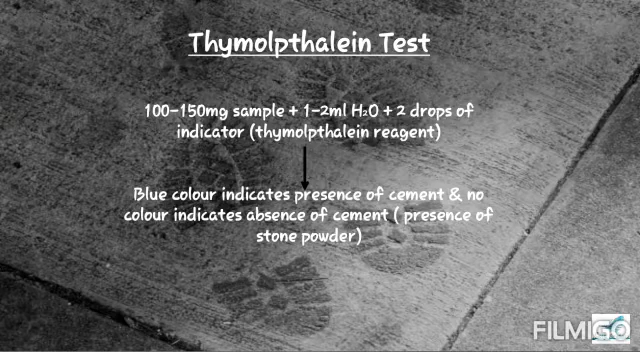 Thymolpthalein Test
100-150mg sample + 1-2ml H₂O + 2 drops of
indicator (thymolpthalein reagent)
Blue colour indicates presence of cement & no
colour indicates absence of cement ( presence of
stone powder)
FILMIGO